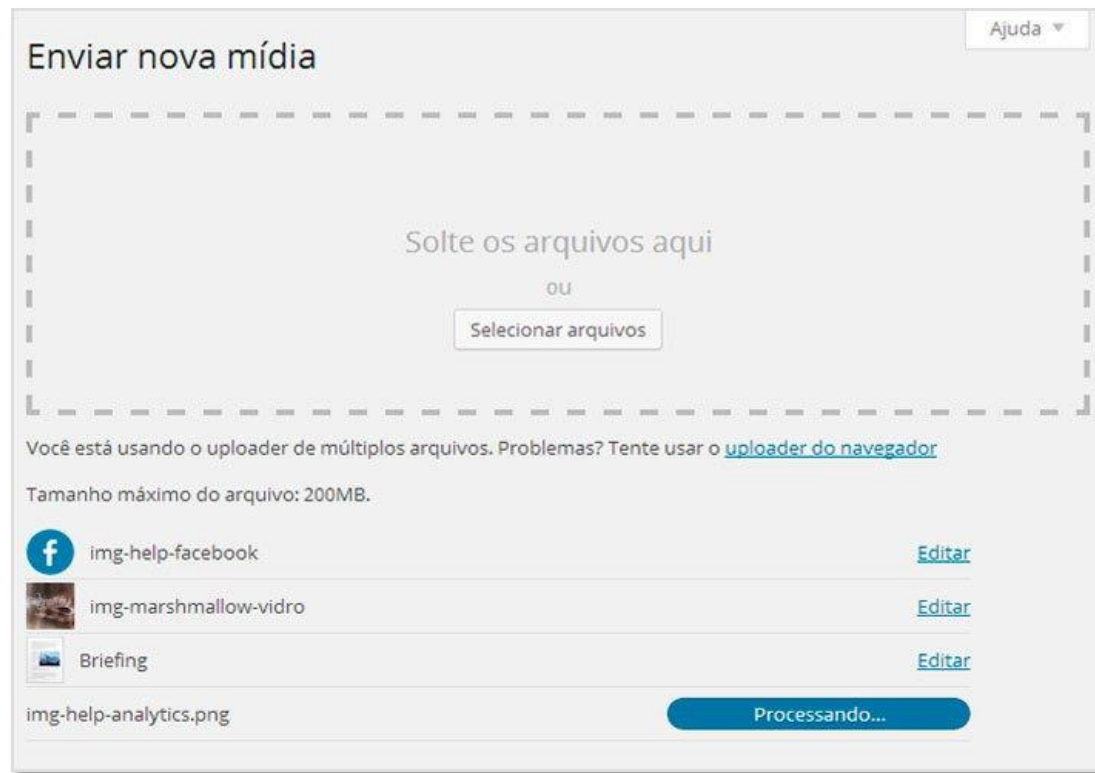 Ajuda
Enviar nova mídia
Solte os arquivos aqui
ou
Selecionar arquivos
Você está usando o uploader de múltiplos arquivos. Problemas? Tente usar o uploader do navegador
Tamanho máximo do arquivo: 200MB.
img-help-facebook Editar
img-marshmallow-vidro Editar
Briefing Editar
img-help-analytics.png Processando...